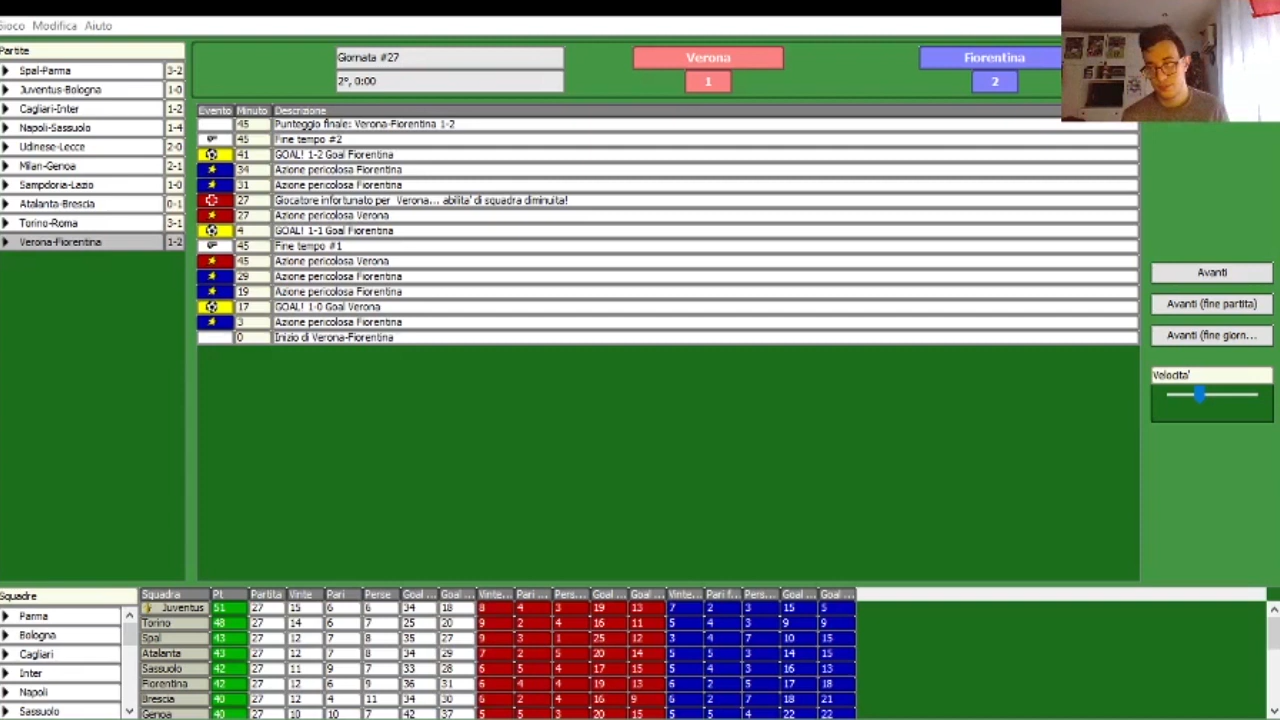 Gioco Modifica Aiuto
Partite
Spal-Parma 3-2
Juventus-Bologna 1-0
Cagliari-Inter 1-2
Napoli-Sassuolo 1-4
Udinese-Lecce 2-0
Milan-Genoa 2-1
Sampdoria-Lazio 1-0
Atalanta-Brescia 0-1
Torino-Roma 3-1
Verona-Fiorentina 1-2
Giornata #27
2°, 0:00
Verona
1
Fiorentina
2
Evento Minuto Descrizione
45 Punteggio finale: Verona-Fiorentina 1-2
45 Fine tempo #2
41 GOAL! 1-2 Goal Fiorentina
34 Azione pericolosa Fiorentina
31 Azione pericolosa Fiorentina
27 Giocatore infortunato per Verona... abilita' di squadra diminuita!
27 Azione pericolosa Verona
4 GOAL! 1-1 Goal Fiorentina
45 Fine tempo #1
45 Azione pericolosa Verona
29 Azione pericolosa Fiorentina
19 Azione pericolosa Fiorentina
17 GOAL! 1-0 Goal Verona
3 Azione pericolosa Fiorentina
0 Inizio di Verona-Fiorentina
Avanti
Avanti (fine partita)
Avanti (fine giorn...
Velocita'
Squadre
Parma
Bologna
Cagliari
Inter
Napoli
Sassuolo
Squadra Pt Partita Vinte Pari Perse Goal ... Goal ... Vinte... Pari ... Pers... Goal ... Goal ... Vinte... Pari f... Pers... Goal ... Goal ...
Juventus 51 27 15 6 6 34 18 8 4 3 19 13 7 2 3 15 5
Torino 48 27 14 6 7 25 20 9 2 4 16 11 5 4 3 9 9
Spal 43 27 12 7 8 35 27 9 3 1 25 12 3 4 7 10 15
Atalanta 43 27 12 7 8 34 29 7 2 5 20 14 5 5 3 14 15
Sassuolo 42 27 11 9 7 33 28 6 5 4 17 15 5 4 3 16 13
Fiorentina 42 27 12 6 9 36 31 6 4 4 19 13 6 2 5 17 18
Brescia 40 27 12 4 11 34 30 6 2 4 16 9 6 2 7 18 21
Genoa 40 27 10 10 7 42 37 5 5 3 20 15 5 5 4 22 22